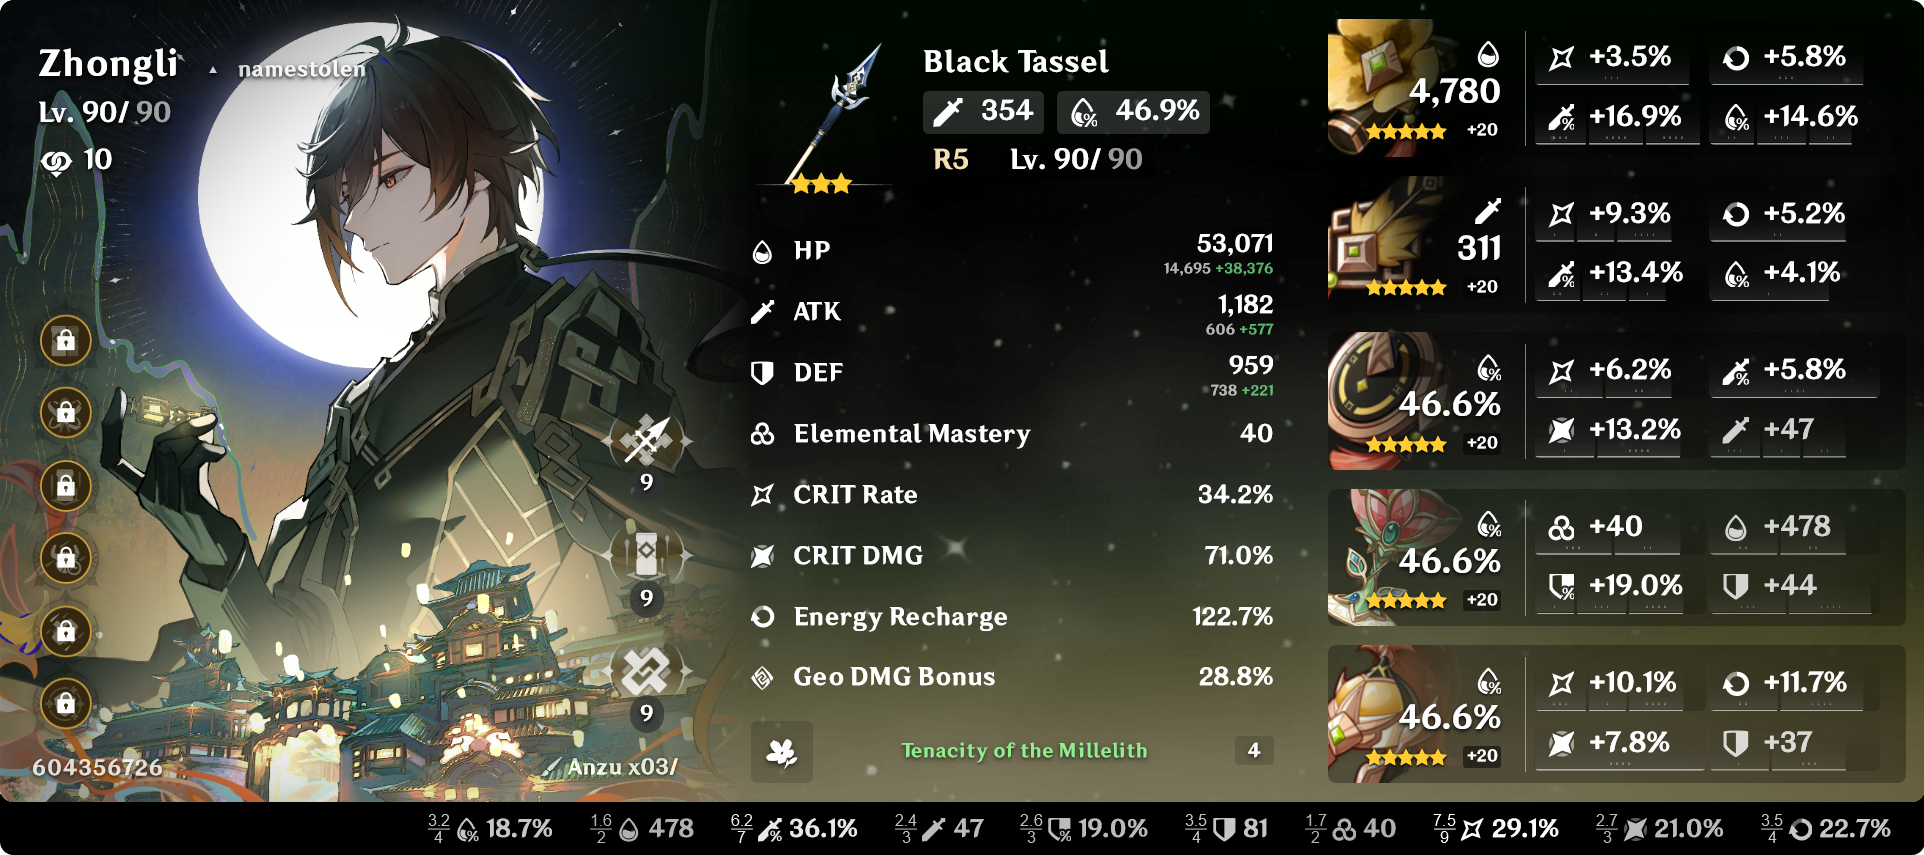 Zhongli ▲ namestolen
Lv. 90/ 90
10
9
9
9
604356726
Anzu x03/
Black Tassel
354 46.9%
R5 Lv. 90/ 90
HP 53,071
14,695 +38,376
ATK 1,182
606 +577
DEF 959
738 +221
Elemental Mastery 40
CRIT Rate 34.2%
CRIT DMG 71.0%
Energy Recharge 122.7%
Geo DMG Bonus 28.8%
Tenacity of the Millelith 4
4,780
+20
+3.5% +5.8%
+16.9% +14.6%
311
+20
+9.3% +5.2%
+13.4% +4.1%
46.6%
+20
+6.2% +5.8%
+13.2% +47
46.6%
+20
+40 +478
+19.0% +44
46.6%
+20
+10.1% +11.7%
+7.8% +37
3.2/4 18.7% 1.6/2 478 6.2/7 36.1% 2.4/3 47 2.6/3 19.0% 3.5/4 81 1.7/2 40 7.5/9 29.1% 2.7/3 21.0% 3.5/4 22.7%